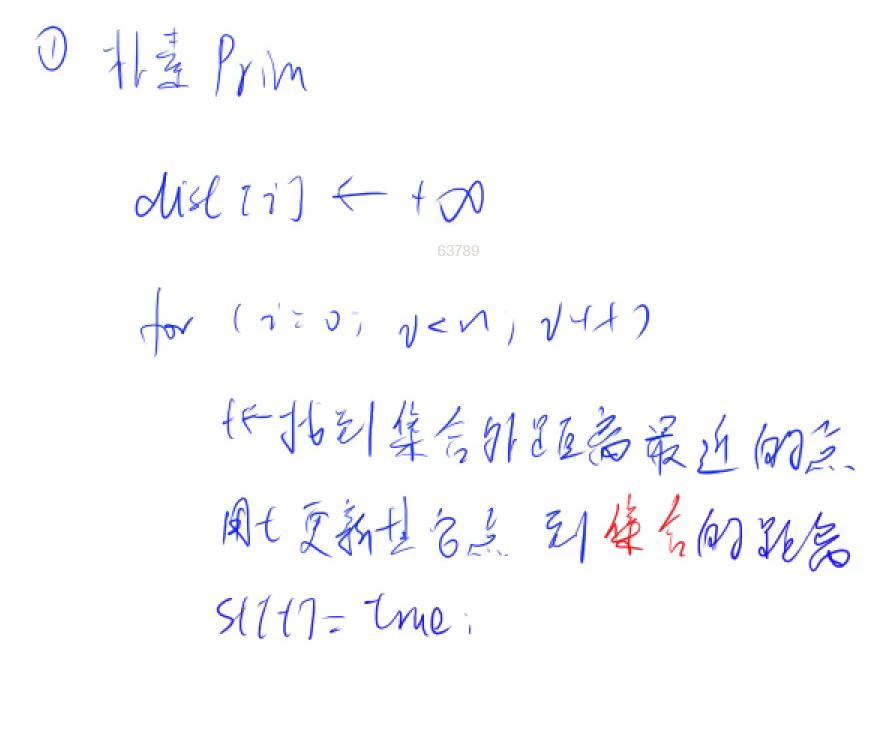 ① 朴素 Prim
dist[i] ← +∞
63789
for (i=0; i<n; i++)
t← 找到集合外距离最近的点
用t更新其它点 到集合的距离
st[t]= true;